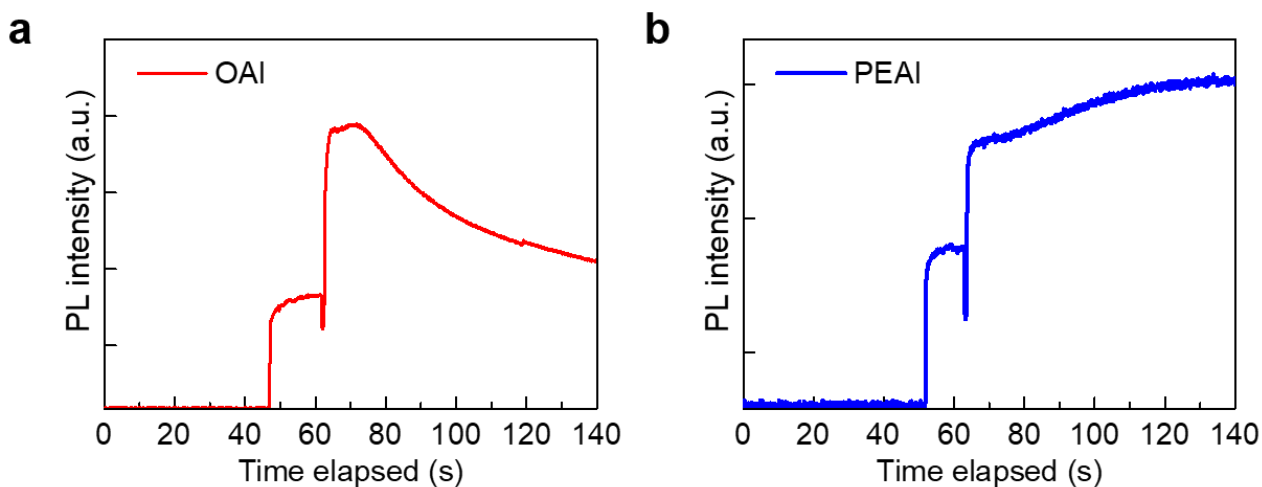 a
OAI
PL intensity (a.u.)
0 20 40 60 80 100 120 140
Time elapsed (s)
b
PEAI
PL intensity (a.u.)
0 20 40 60 80 100 120 140
Time elapsed (s)